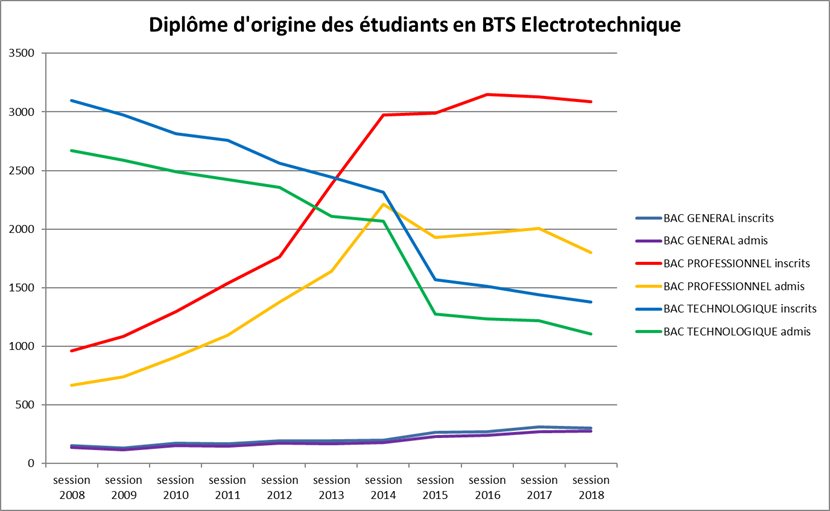 Diplôme d'origine des étudiants en BTS Electrotechnique
3500
3000
2500
2000
1500
1000
500
0
session 2008
session 2009
session 2010
session 2011
session 2012
session 2013
session 2014
session 2015
session 2016
session 2017
session 2018
BAC GENERAL inscrits
BAC GENERAL admis
BAC PROFESSIONNEL inscrits
BAC PROFESSIONNEL admis
BAC TECHNOLOGIQUE inscrits
BAC TECHNOLOGIQUE admis